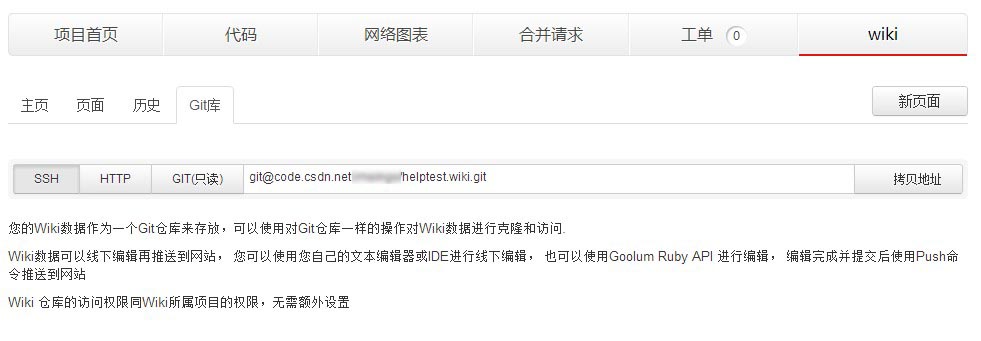 项目首页 代码 网络图表 合并请求 工单 0 wiki
主页 页面 历史 Git库 新页面
SSH HTTP GIT(只读) git@code.csdn.net /helptest.wiki.git 拷贝地址
您的Wiki数据作为一个Git仓库来存放，可以使用对Git仓库一样的操作对Wiki数据进行克隆和访问.
Wiki数据可以线下编辑再推送到网站， 您可以使用您自己的文本编辑器或IDE进行线下编辑， 也可以使用Goolum Ruby API 进行编辑， 编辑完成并提交后使用Push命
令推送到网站
Wiki 仓库的访问权限同Wiki所属项目的权限，无需额外设置